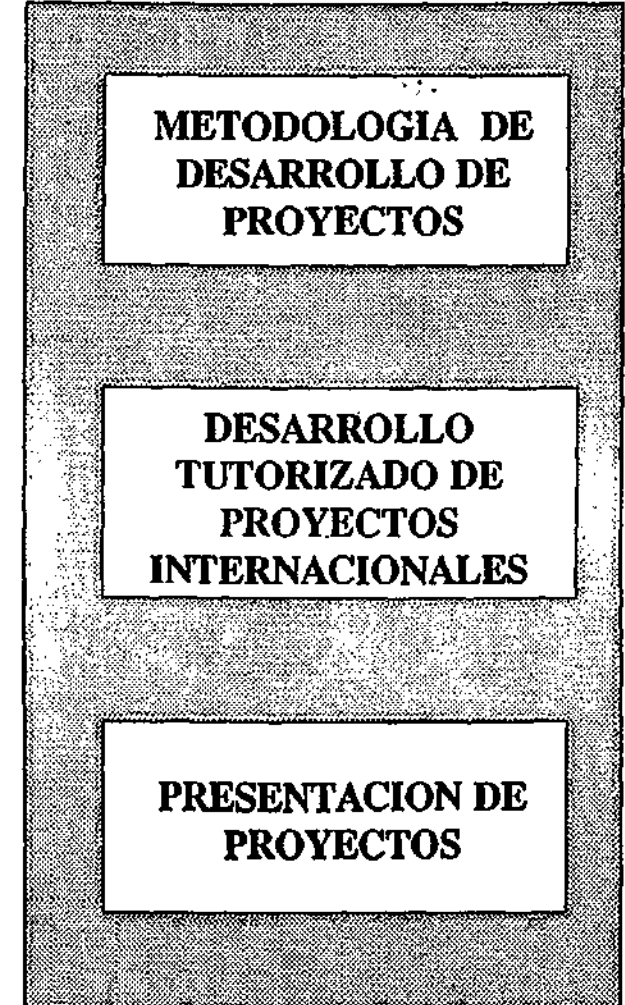 METODOLOGIA DE
DESARROLLO DE
PROYECTOS
DESARROLLO
TUTORIZADO DE
PROYECTOS
INTERNACIONALES
PRESENTACION DE
PROYECTOS